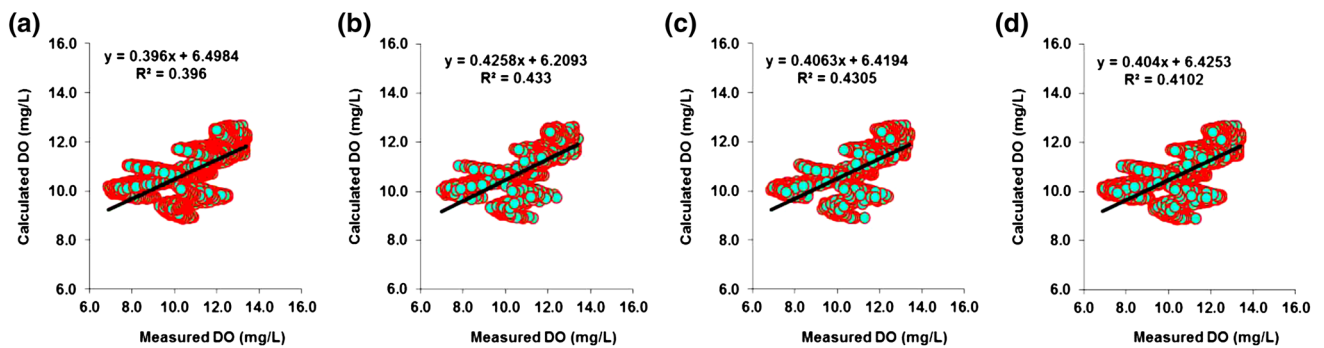 (a)
y = 0.396x + 6.4984
R² = 0.396
Calculated DO (mg/L)
16.0
14.0
12.0
10.0
8.0
6.0
6.0 8.0 10.0 12.0 14.0 16.0
Measured DO (mg/L)
(b)
y = 0.4258x + 6.2093
R² = 0.433
Calculated DO (mg/L)
16.0
14.0
12.0
10.0
8.0
6.0
6.0 8.0 10.0 12.0 14.0 16.0
Measured DO (mg/L)
(c)
y = 0.4063x + 6.4194
R² = 0.4305
Calculated DO (mg/L)
16.0
14.0
12.0
10.0
8.0
6.0
6.0 8.0 10.0 12.0 14.0 16.0
Measured DO (mg/L)
(d)
y = 0.404x + 6.4253
R² = 0.4102
Calculated DO (mg/L)
16.0
14.0
12.0
10.0
8.0
6.0
6.0 8.0 10.0 12.0 14.0 16.0
Measured DO (mg/L)